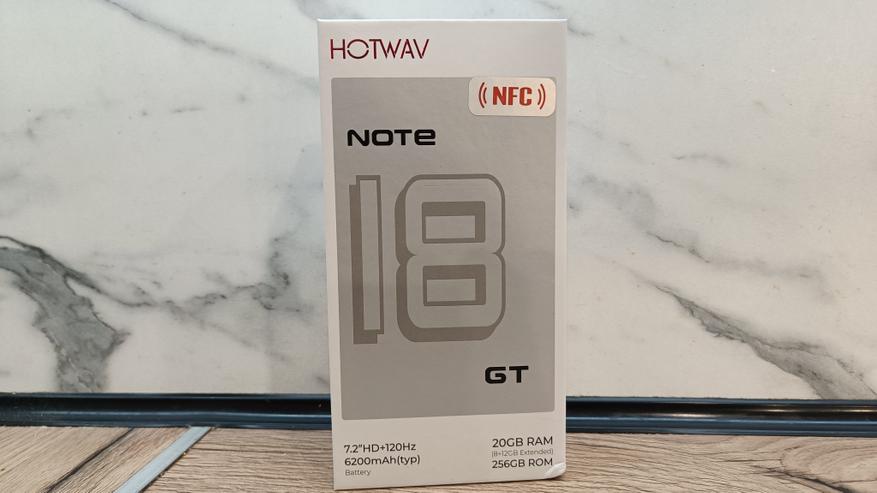 HOTWAV
((NFC))
NOTe
18
GT
7.2"HD+120Hz
6200mAh(typ)
Battery
20GB RAM
(8+12GB Extended)
256GB ROM